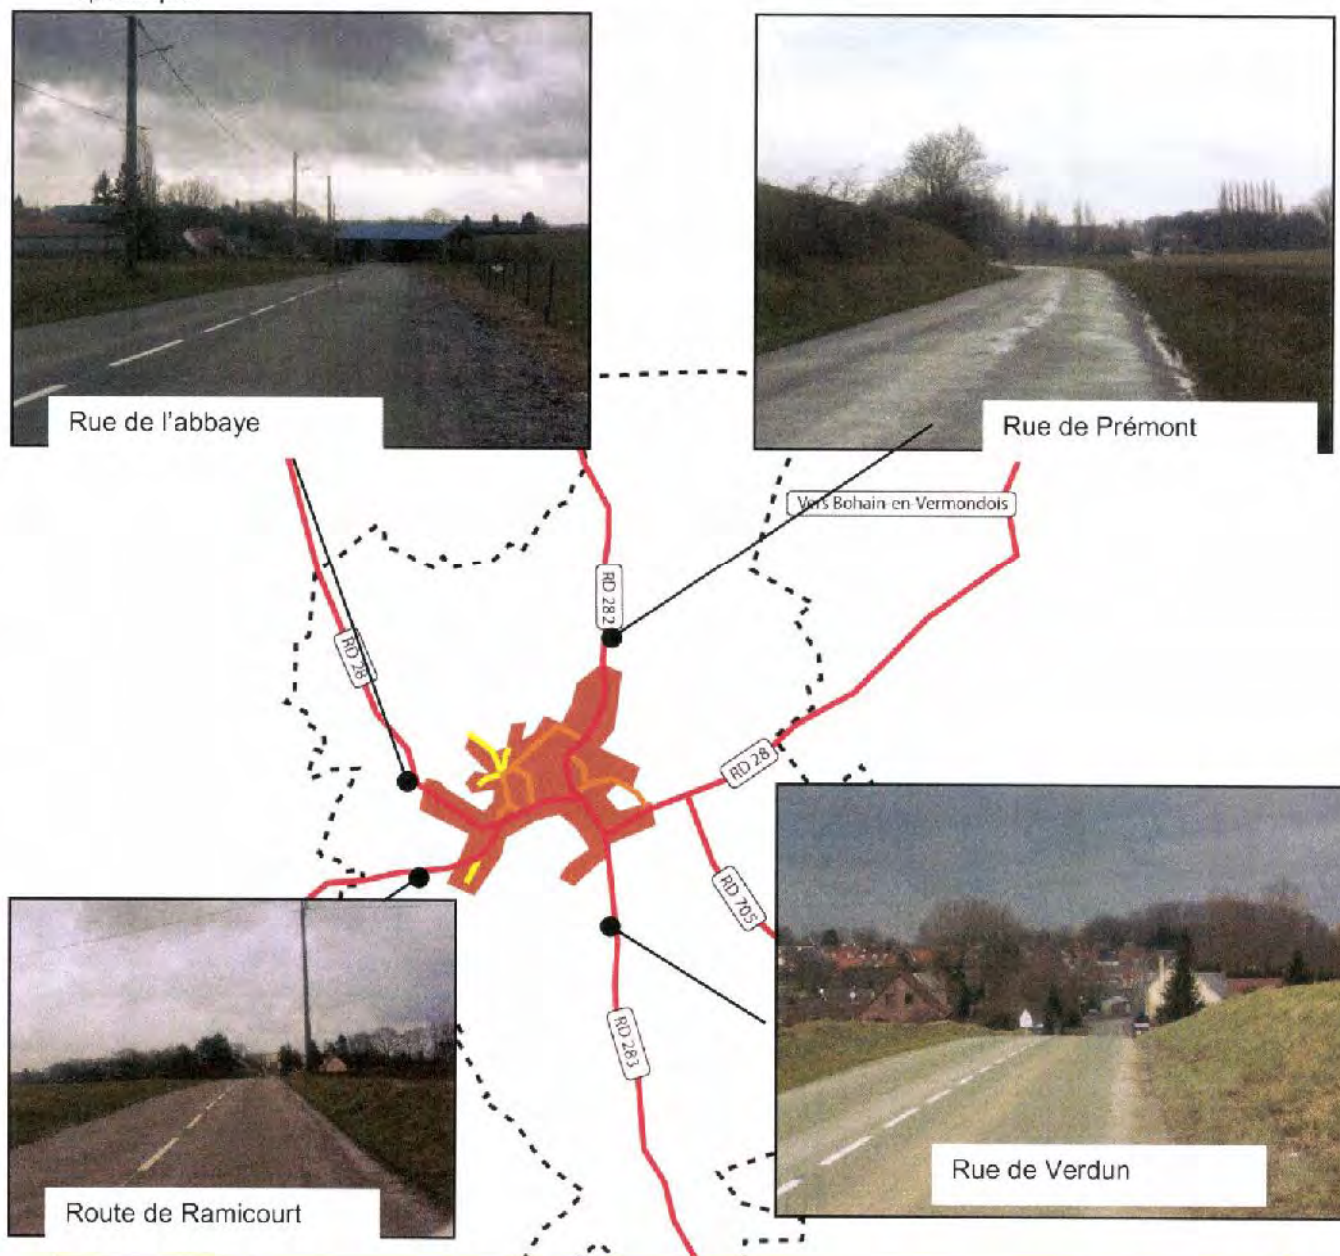 Rue de l'abbaye
Rue de Prémont
Vers Bohain-en-Vermondois
RD 282
RD 28
RD 28
RD 705
RD 283
Route de Ramicourt
Rue de Verdun